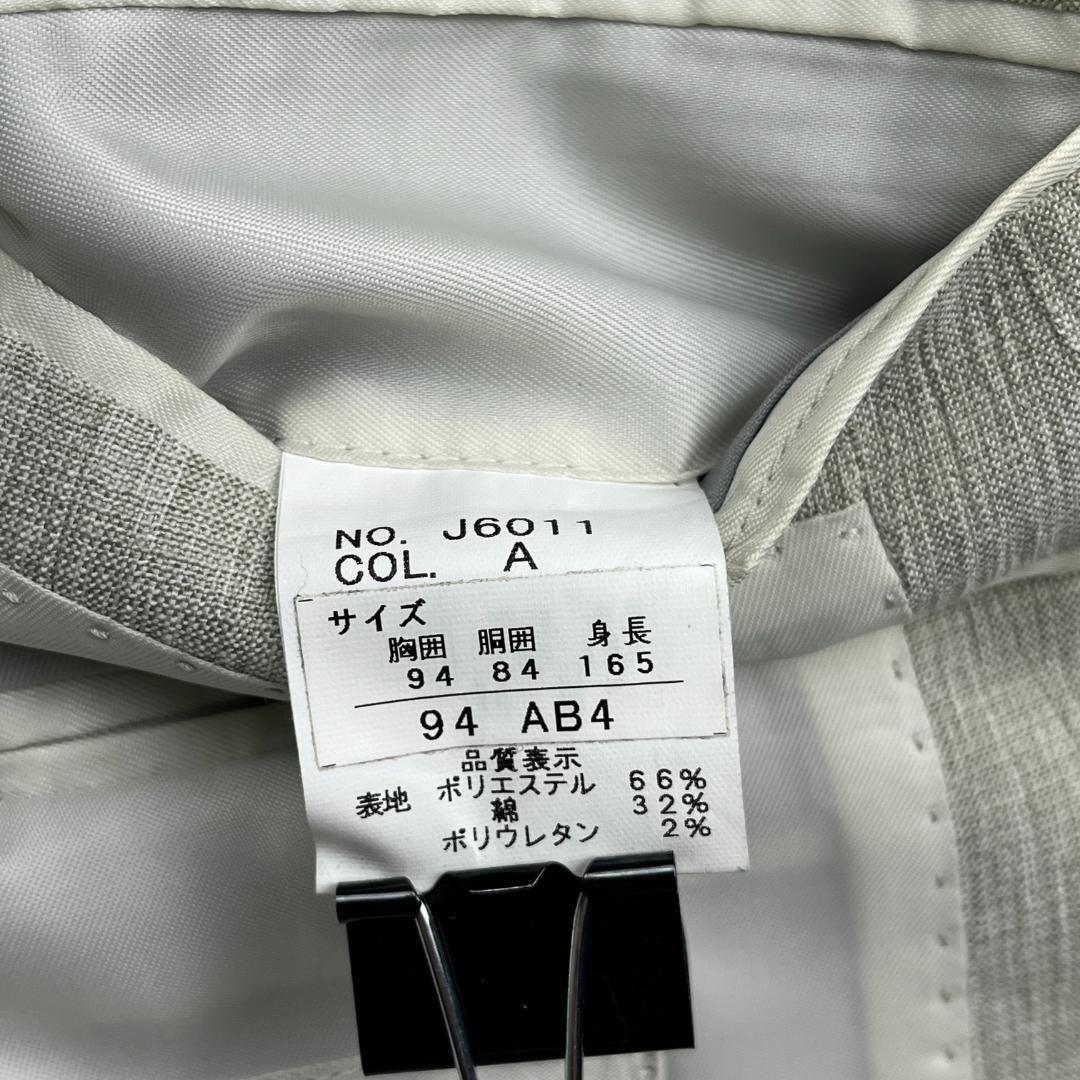 NO. J6011
COL. A
サイズ
胸囲 胴囲 身長
94 84 165
94 AB4
品質表示
表地 ポリエステル 66%
綿 32%
ポリウレタン 2%